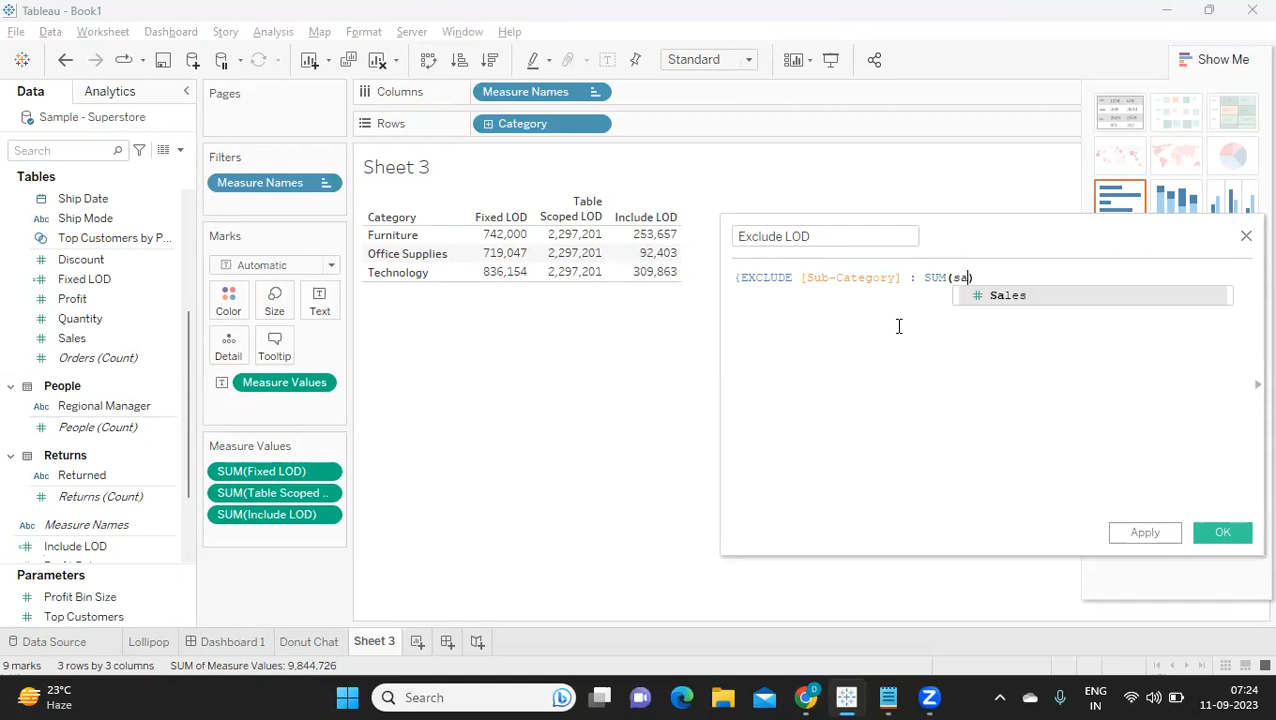 Tableau - Book1
File Data Worksheet Dashboard Story Analysis Map Format Server Window Help
Standard
Show Me
Data Analytics
Pages
Columns Measure Names
Sample - Superstore
Rows Category
Search
Filters
Measure Names
Sheet 3
Tables
Ship Date
Ship Mode
Top Customers by P...
Discount
Fixed LOD
Profit
Quantity
Sales
Orders (Count)
People
Regional Manager
People (Count)
Returns
Returned
Returns (Count)
Measure Names
Include LOD
Parameters
Profit Bin Size
Top Customers
Marks
Automatic
Color Size Text
Detail Tooltip
Measure Values
Measure Values
SUM(Fixed LOD)
SUM(Table Scoped ..
SUM(Include LOD)
Table
Category Fixed LOD Scoped LOD Include LOD
Furniture 742,000 2,297,201 253,657
Office Supplies 719,047 2,297,201 92,403
Technology 836,154 2,297,201 309,863
Exclude LOD
{EXCLUDE [Sub-Category] : SUM(sa)
Sales
Apply OK
Data Source Lollipop Dashboard 1 Donut Chat Sheet 3
9 marks 3 rows by 3 columns SUM of Measure Values: 9,844,726
23°C
Haze
Search
ENG
IN
07:24
11-09-2023